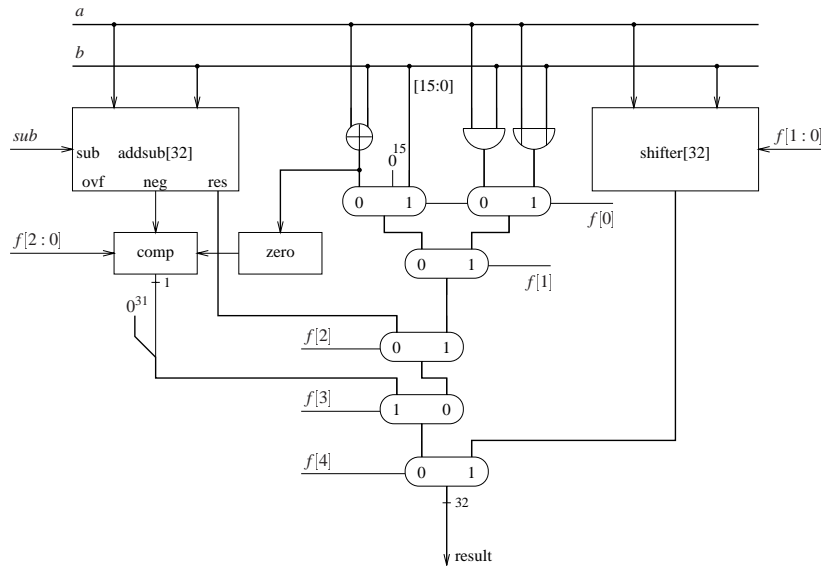 a
b
[15:0]
sub
sub addsub[32]
ovf neg res
shifter[32]
f[1:0]
0^15
0 1
0 1
f[0]
f[2:0]
comp
zero
0 1
f[1]
1
0^31
f[2]
0 1
f[3]
1 0
f[4]
0 1
32
result